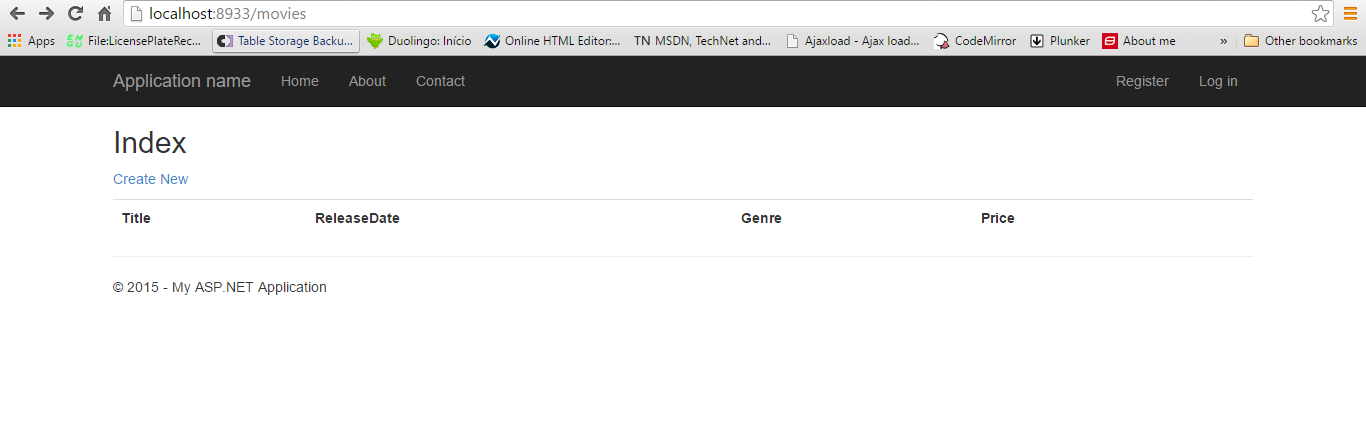 localhost:8933/movies
Apps File:LicensePlateRec... Table Storage Backu... Duolingo: Início Online HTML Editor:... TN MSDN, TechNet and... Ajaxload - Ajax load... CodeMirror Plunker About me » Other bookmarks
Application name Home About Contact Register Log in
Index
Create New
Title ReleaseDate Genre Price
© 2015 - My ASP.NET Application